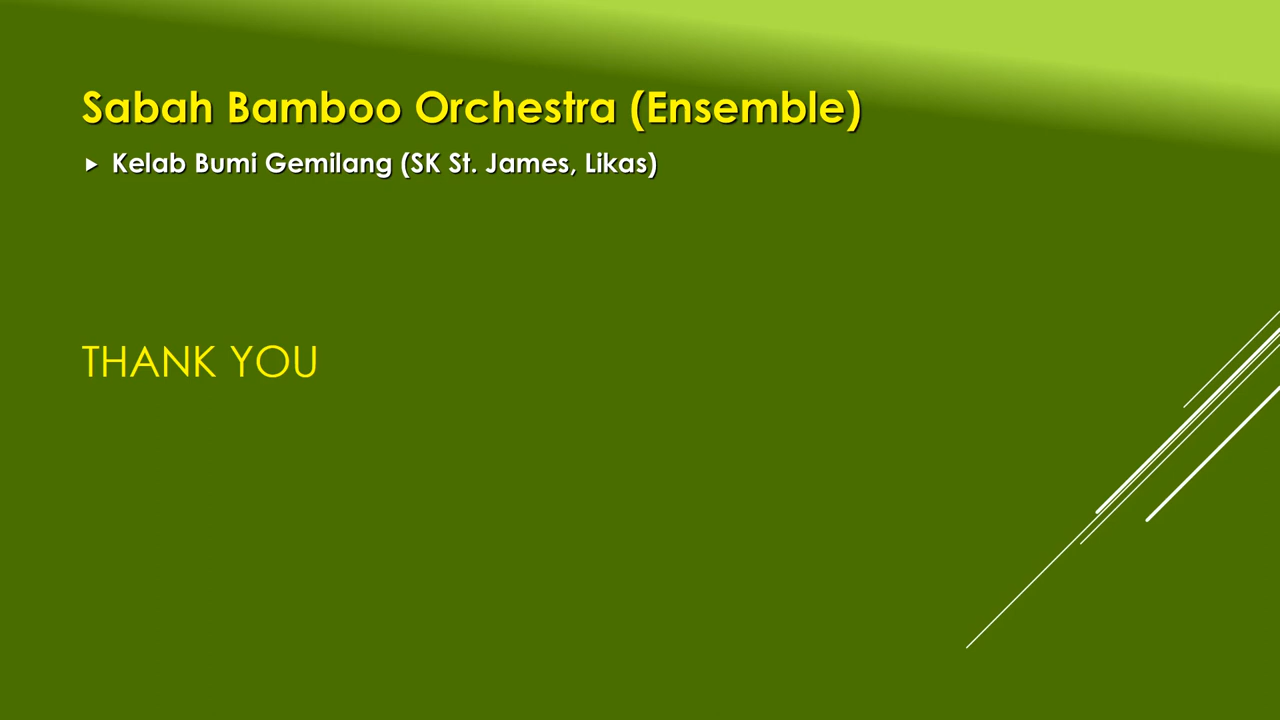 Sabah Bamboo Orchestra (Ensemble)
Kelab Bumi Gemilang (SK St. James, Likas)
THANK YOU